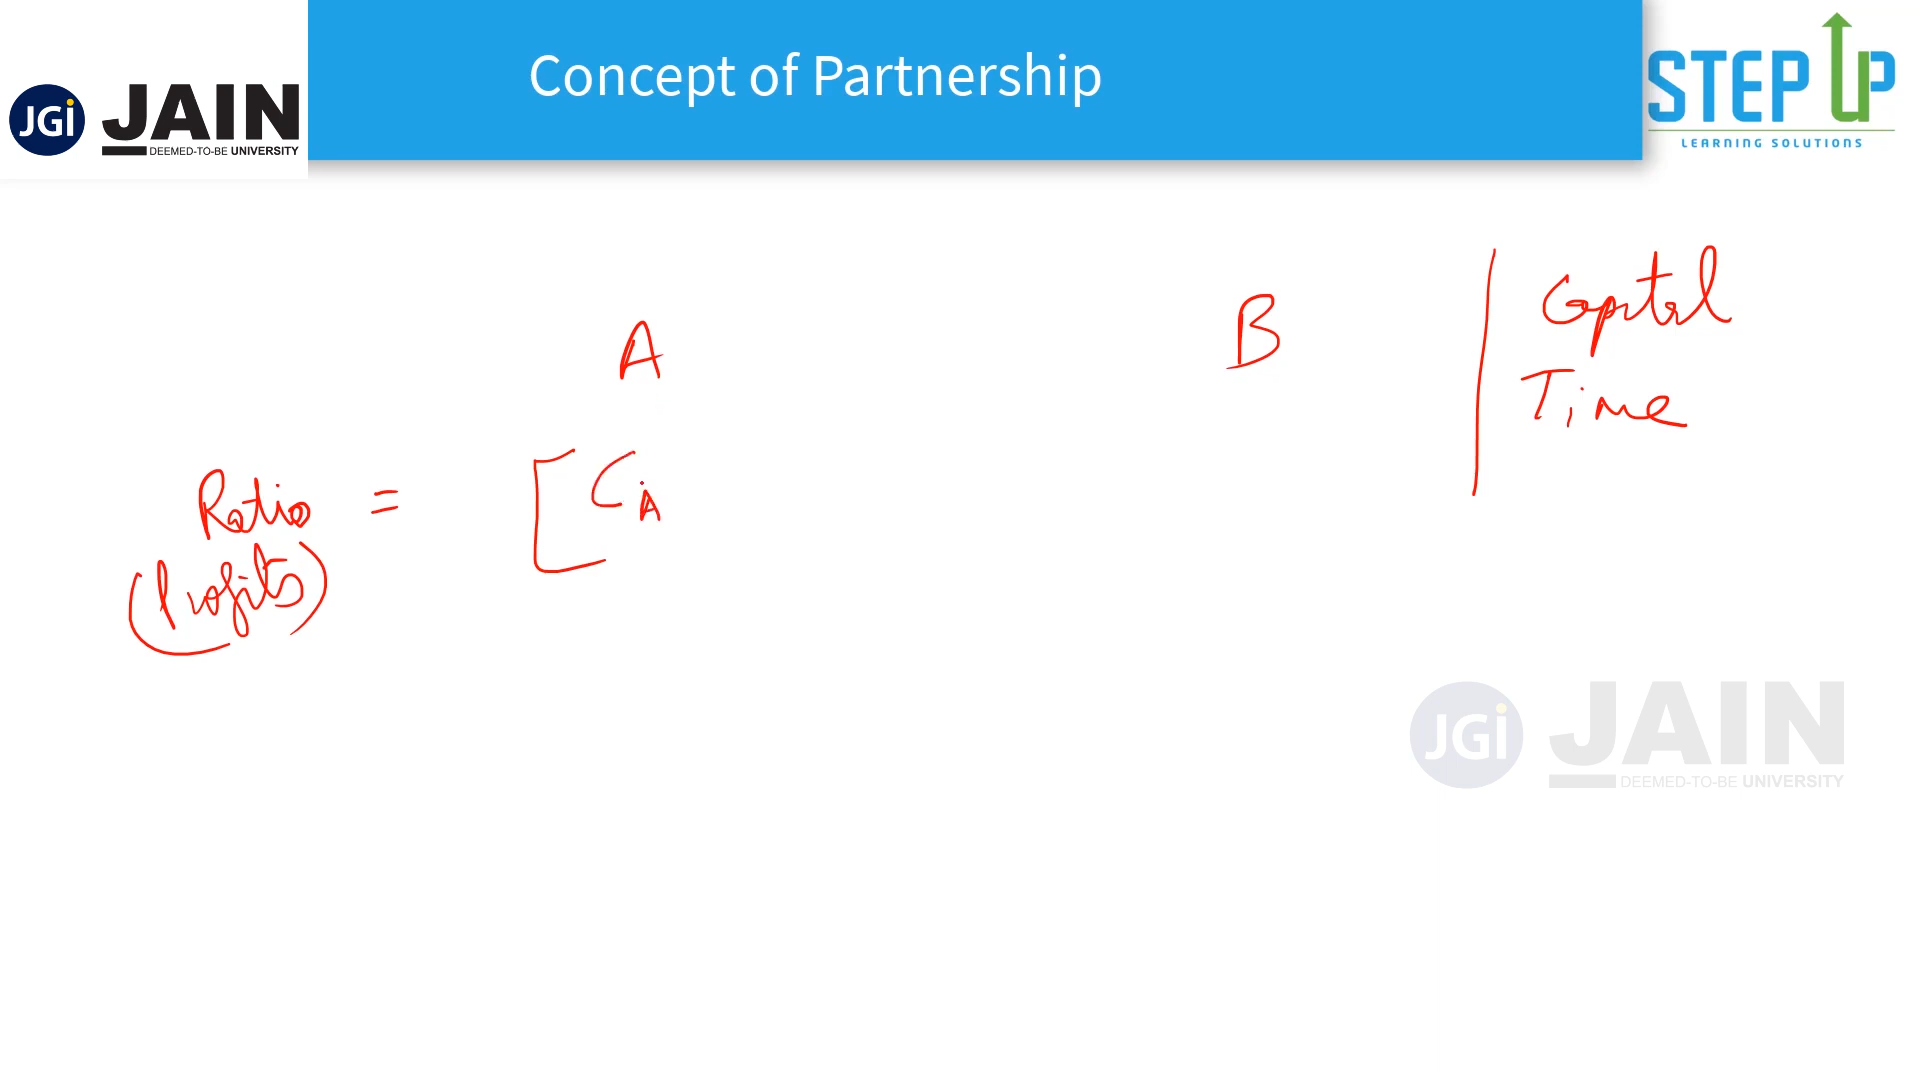 Concept of Partnership
JGi JAIN
DEEMED-TO-BE UNIVERSITY
STEP UP
LEARNING SOLUTIONS
A B
Capital
Time
Ratio = [ CA
(Profits)
JGi JAIN
DEEMED-TO-BE UNIVERSITY